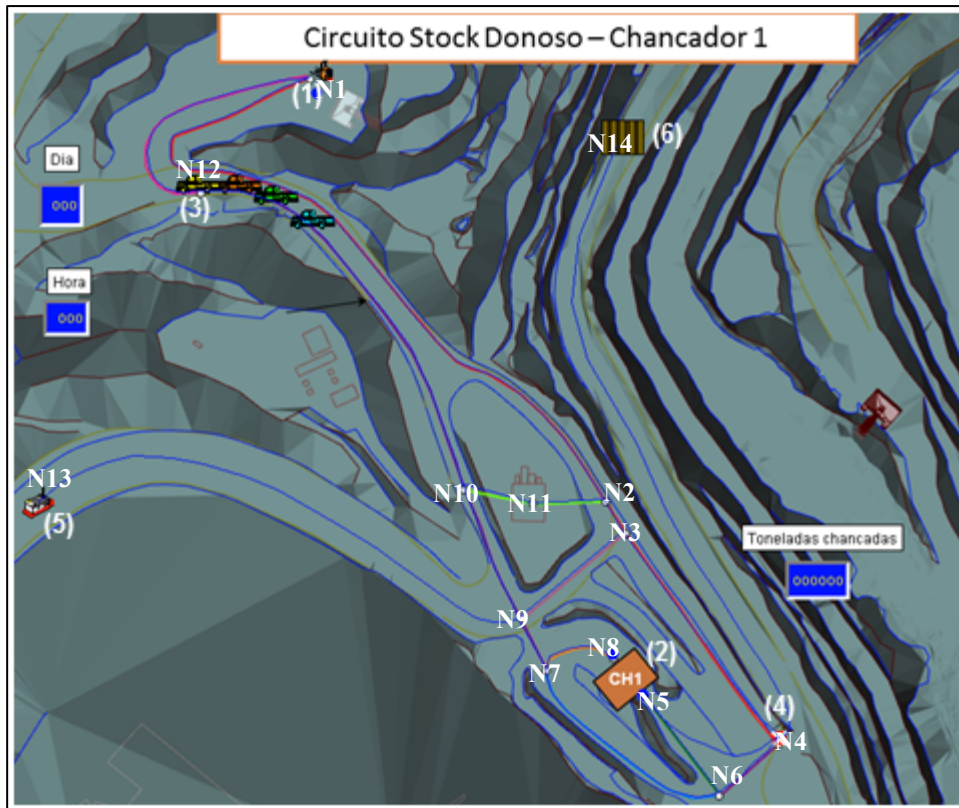 Circuito Stock Donoso – Chancador 1
N1
(1)
N14
(6)
Dia
000
N12
(3)
Hora
000
N13
(5)
N10
N11
N2
N3
Toneladas chancadas
000000
N9
N8
(2)
N7
CH1
N5
(4)
N4
N6